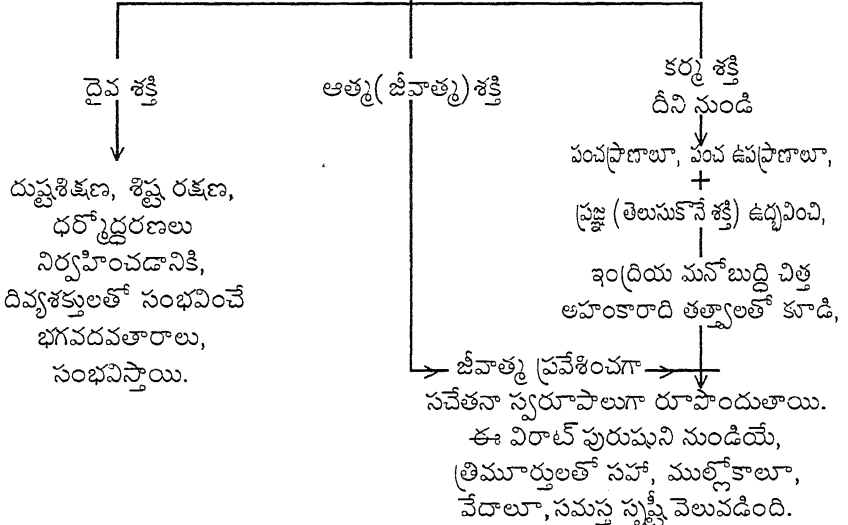 దైవ శక్తి
దుష్టశిక్షణ, శిష్ట రక్షణ,
ధర్మోద్ధరణలు
నిర్వహించడానికి,
దివ్యశక్తులతో సంభవించే
భగవదవతారాలు,
సంభవిస్తాయి.
ఆత్మ(జీవాత్మ)శక్తి
కర్మ శక్తి
దీని నుండి
పంచప్రాణాలూ, పంచ ఉపప్రాణాలూ,
+
ప్రజ్ఞ (తెలుసుకొనే శక్తి) ఉద్భవించి,
ఇంద్రియ మనోబుద్ధి చిత్త
అహంకారాది తత్త్వాలతో కూడి,
జీవాత్మ ప్రవేశించగా
సచేతనా స్వరూపాలుగా రూపొందుతాయి.
ఈ విరాట్ పురుషుని నుండియే,
త్రిమూర్తులతో సహా, ముల్లోకాలూ,
వేదాలూ,సమస్త సృష్టీ వెలువడింది.